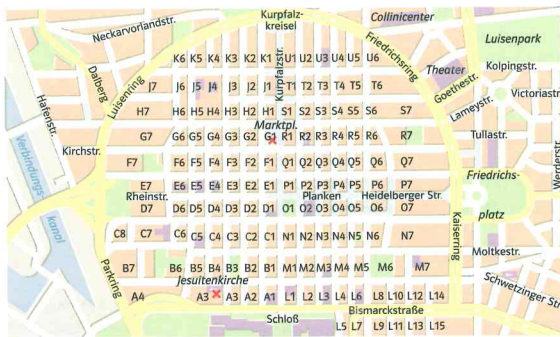 Kurpfalz-
kreisel
Collinicenter
Neckarvorlandstr.
Luisenpark
Friedrichsring
Dalberg
Luisenring
Kurpfalzstr.
K6 K5 K4 K3 K2 K1 U1 U2 U3 U4 U5 U6
Theater
Kolpingstr.
J7 J6 J5 J4 J3 J2 J1 T1 T2 T3 T4 T5 T6
Goethestr.
Victoriastr
Hafenstr.
H7 H6 H5 H4 H3 H2 H1 S1 S2 S3 S4 S5 S6 S7
Lameystr.
Marktpl.
G7 G6 G5 G4 G3 G2 G1 R1 R2 R3 R4 R5 R6 R7
Tullastr.
Kirchstr.
Verbindungs-
kanal
Werderstr.
F7 F6 F5 F4 F3 F2 F1 Q1 Q2 Q3 Q4 Q5 Q6 Q7
Friedrichs-
platz
E7 E6 E5 E4 E3 E2 E1 P1 P2 P3 P4 P5 P6 P7
Rheinstr.
Planken
Heidelberger Str.
D7 D6 D5 D4 D3 D2 D1 O1 O2 O3 O4 O5 O6 O7
Kaiserring
C8 C7 C6 C5 C4 C3 C2 C1 N1 N2 N3 N4 N5 N6 N7
Moltkestr.
B7 B6 B5 B4 B3 B2 B1 M1 M2 M3 M4 M5 M6 M7
Parkring
Jesuitenkirche
Schwetzinger Str
A4 A3 A3 A2 A1 L1 L2 L3 L4 L6 L8 L10 L12 L14
Bismarckstraße
Schloß
L5 L7 L9 L11 L13 L15